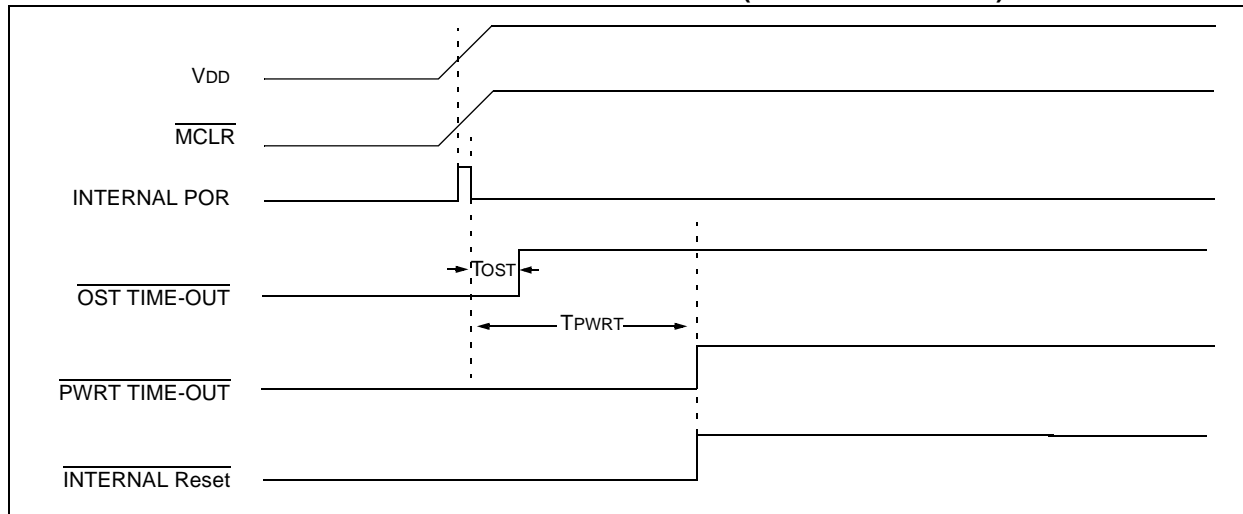 VDD
MCLR
INTERNAL POR
TOST
OST TIME-OUT
TPWRT
PWRT TIME-OUT
INTERNAL Reset